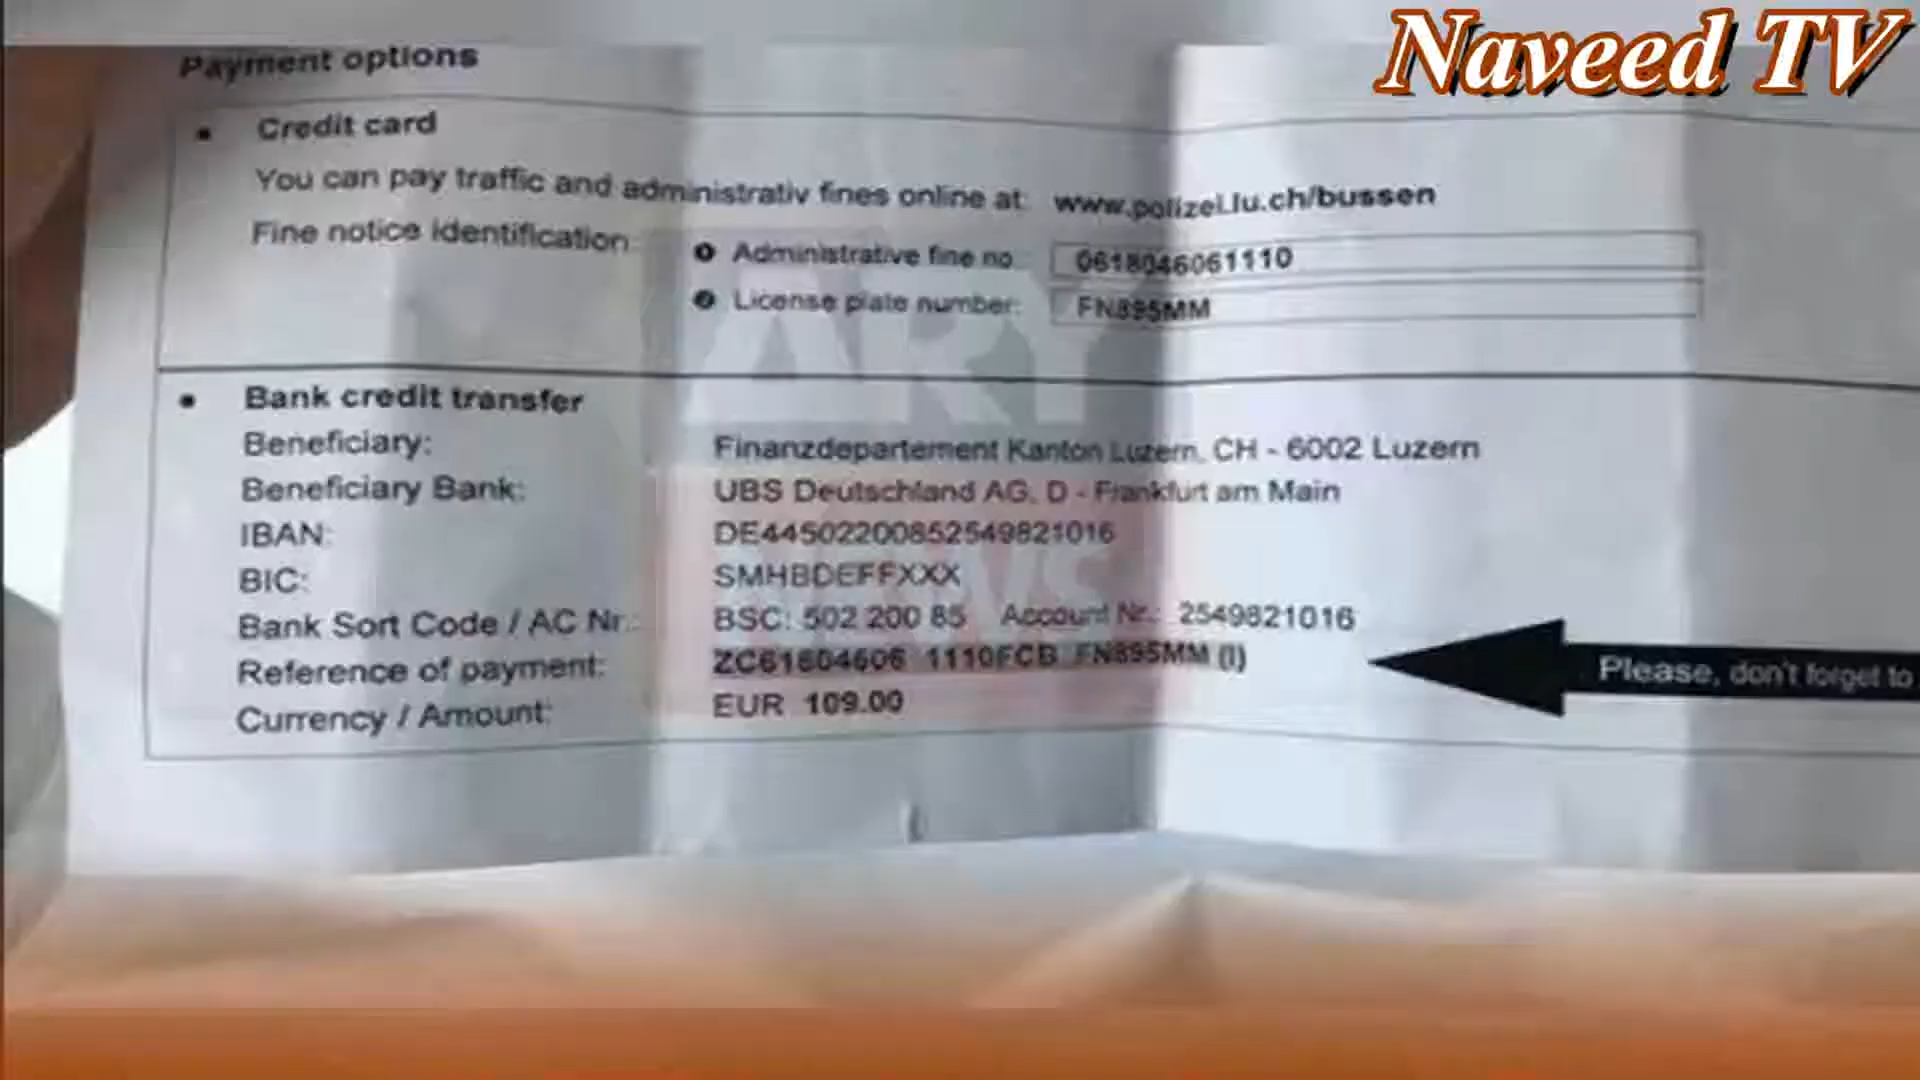 Naveed TV
Payment options
• Credit card
You can pay traffic and administrativ fines online at: www.polizei.lu.ch/bussen
Fine notice identification:
❶ Administrative fine no.: 0618046061110
❷ License plate number: FN895MM
• Bank credit transfer
Beneficiary: Finanzdepartement Kanton Luzern, CH - 6002 Luzern
Beneficiary Bank: UBS Deutschland AG, D - Frankfurt am Main
IBAN: DE44502200852549821016
BIC: SMHBDEFFXXX
Bank Sort Code / AC Nr.: BSC: 502 200 85 Account Nr.: 2549821016
Reference of payment: ZC61804606 1110FCB FN895MM (I)
Please, don't forget to
Currency / Amount: EUR 109.00
ARY
NEWS